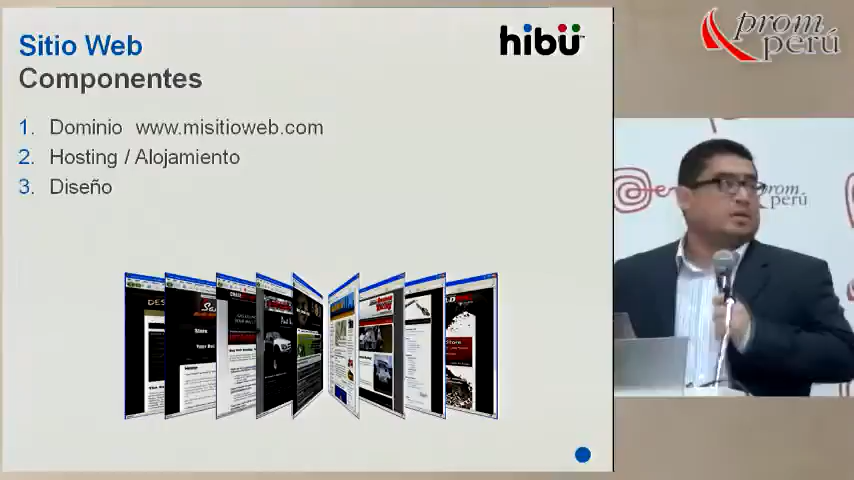 Sitio Web
Componentes
hibü
prom
perú
1. Dominio www.misitioweb.com
2. Hosting / Alojamiento
3. Diseño
prom
perú